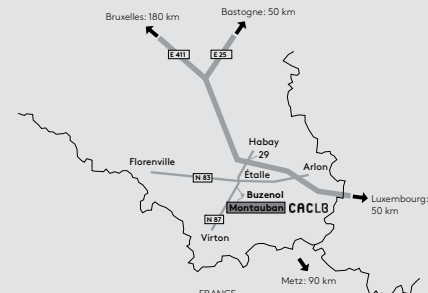 Bruxelles: 180 km
Bastogne: 50 km
E 411
E 25
Habay
29
Florenville
Arlon
N 83
Étalle
Buzenol
Luxembourg:
50 km
Montauban CACLB
N 87
Virton
Metz: 90 km
FRANCE